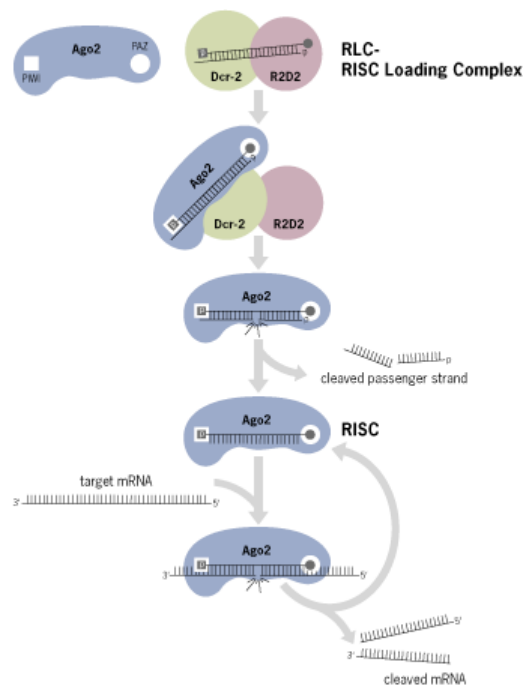 Ago2
PAZ
PIWI
P
p
Dcr-2
R2D2
RLC-
RISC Loading Complex
Ago2
P
p
Dcr-2
R2D2
Ago2
P
p
p
cleaved passenger strand
Ago2
RISC
P
target mRNA
3'
5'
Ago2
P
3'
5'
5'
3'
cleaved mRNA